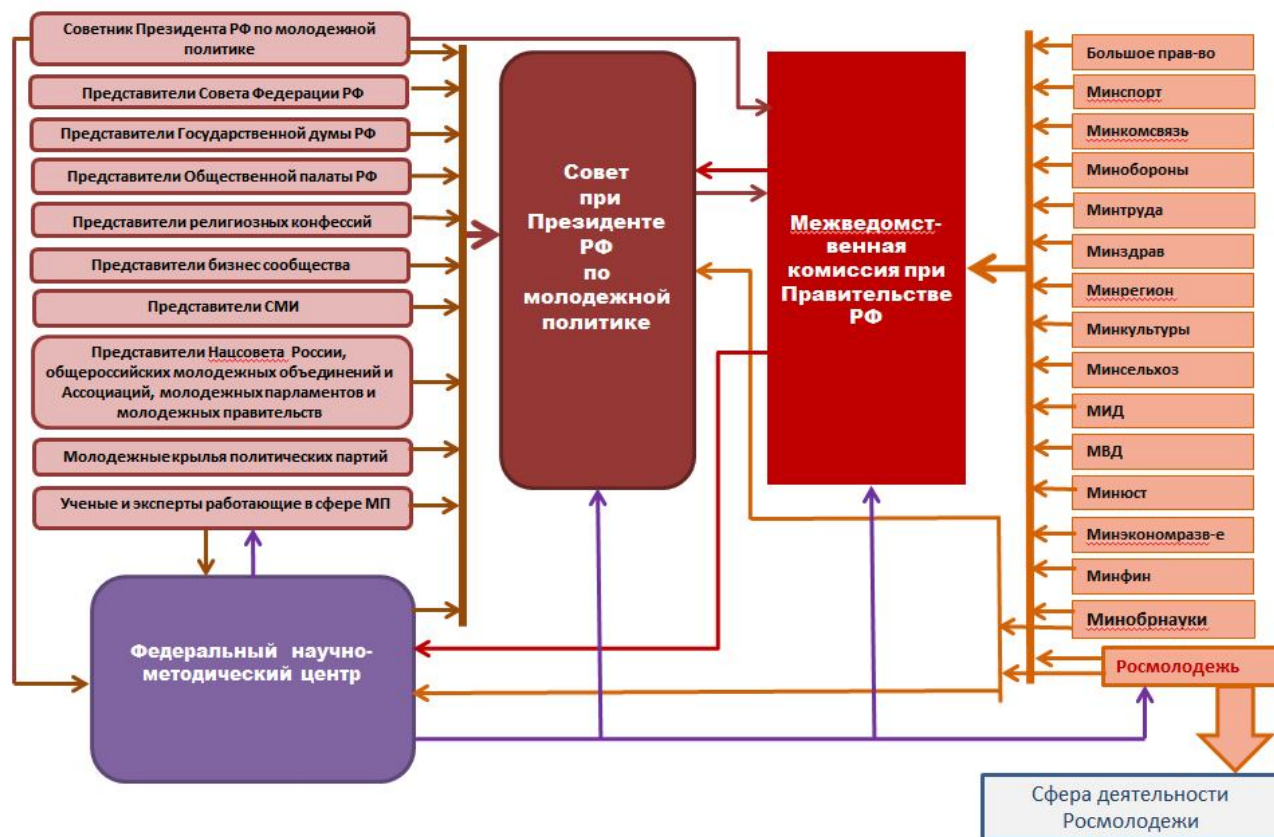 Советник Президента РФ по молодежной
политике
Представители Совета Федерации РФ
Представители Государственной думы РФ
Представители Общественной палаты РФ
Представители религиозных конфессий
Представители бизнес сообщества
Представители СМИ
Представители Нацсовета России,
общероссийских молодежных объединений и
Ассоциаций, молодежных парламентов и
молодежных правительств
Молодежные крылья политических партий
Ученые и эксперты работающие в сфере МП
Федеральный научно-
методический центр
Совет
при
Президенте
РФ
по
молодежной
политике
Межведомст-
венная
комиссия при
Правительстве
РФ
Большое прав-во
Минспорт
Минкомсвязь
Минобороны
Минтруда
Минздрав
Минрегион
Минкультуры
Минсельхоз
МИД
МВД
Минюст
Минэкономразв-е
Минфин
Минобрнауки
Росмолодежь
Сфера деятельности
Росмолодежи